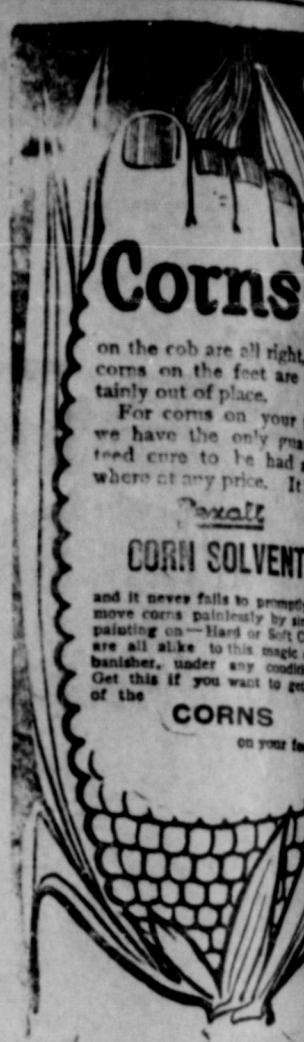 Corns
on the cob are all right,
corns on the feet are
tainly out of place.
For corns on your
we have the only gua
teed cure to be had
where at any price. It
Rexall
CORN SOLVENT
and it never fails to prompt
move corns painlessly by si
painting on—Hard or Soft C
are all alike to this magic
banisher, under any condi
Get this if you want to ge
of the
CORNS
on your fe